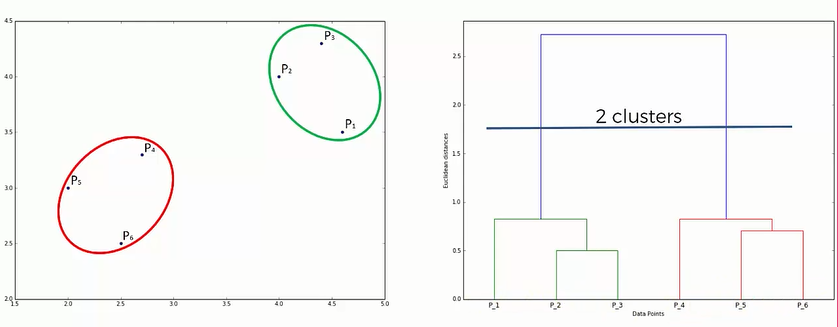 4.5
4.0
3.5
3.0
2.5
2.0
1.5 2.0 2.5 3.0 3.5 4.0 4.5 5.0
P3
P2
P1
P4
P5
P6
2.5
2.0
1.5
1.0
0.5
0.0
Euclidean distances
2 clusters
P_1 P_2 P_3 P_4 P_5 P_6
Data Points